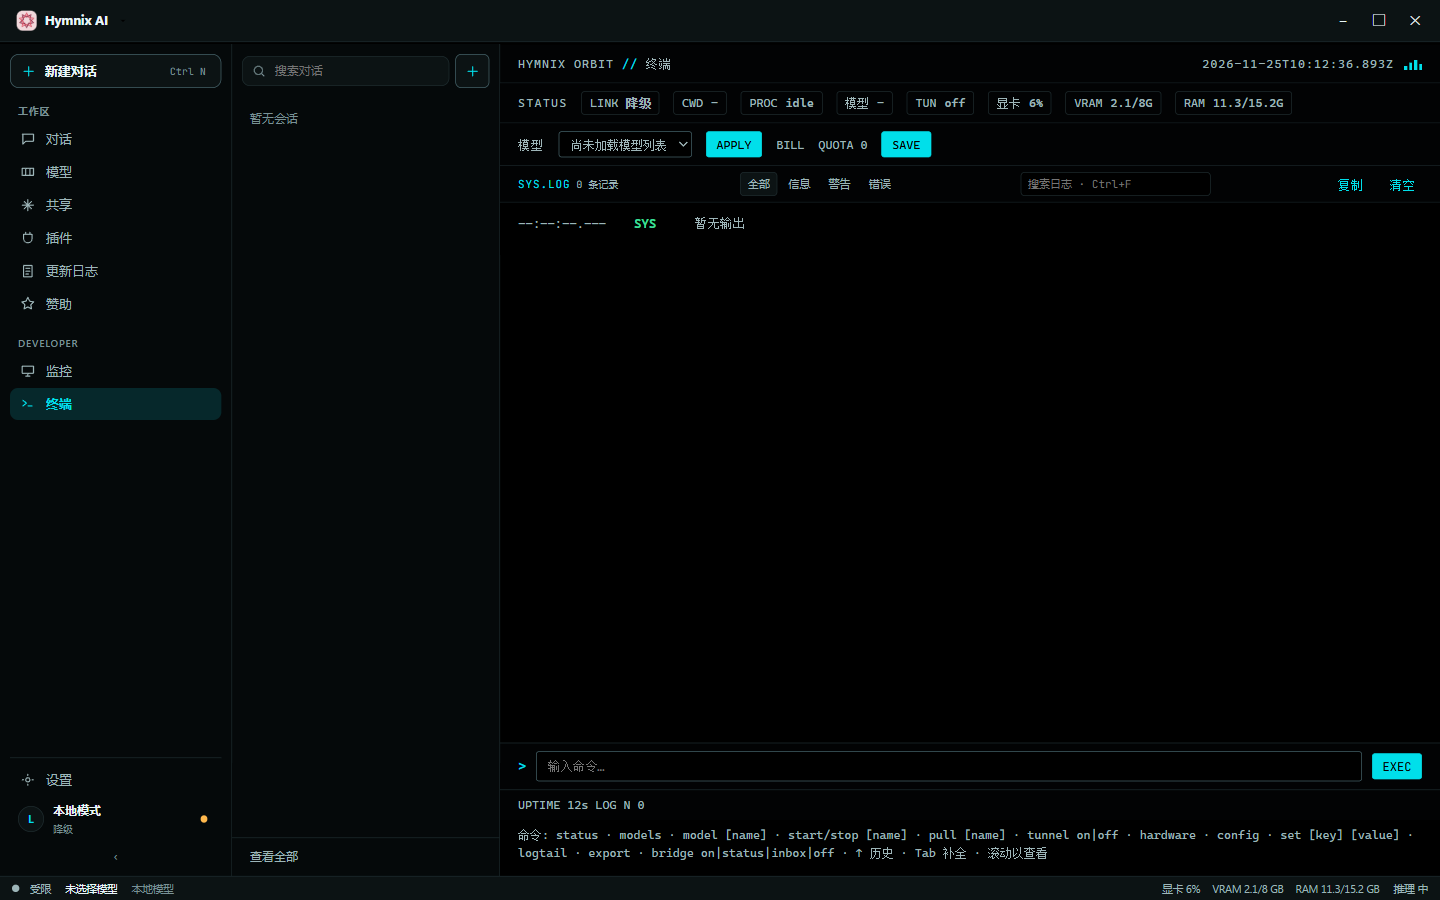 Hymnix AI
新建对话 Ctrl N
工作区
对话
模型
共享
插件
更新日志
赞助
DEVELOPER
监控
终端
设置
L 本地模式
降级
‹
搜索对话
暂无会话
查看全部
HYMNIX ORBIT // 终端 2026-11-25T10:12:36.893Z
STATUS LINK 降级 CWD — PROC idle 模型 — TUN off 显卡 6% VRAM 2.1/8G RAM 11.3/15.2G
模型 尚未加载模型列表 APPLY BILL QUOTA 0 SAVE
SYS.LOG 0 条记录 全部 信息 警告 错误 搜索日志 · Ctrl+F 复制 清空
--:--:--.--- SYS 暂无输出
> 输入命令… EXEC
UPTIME 12s LOG N 0
命令: status · models · model [name] · start/stop [name] · pull [name] · tunnel on|off · hardware · config · set [key] [value] ·
logtail · export · bridge on|status|inbox|off · ↑ 历史 · Tab 补全 · 滚动以查看
受限 未选择模型 本地模型 显卡 6% VRAM 2.1/8 GB RAM 11.3/15.2 GB 推理 中